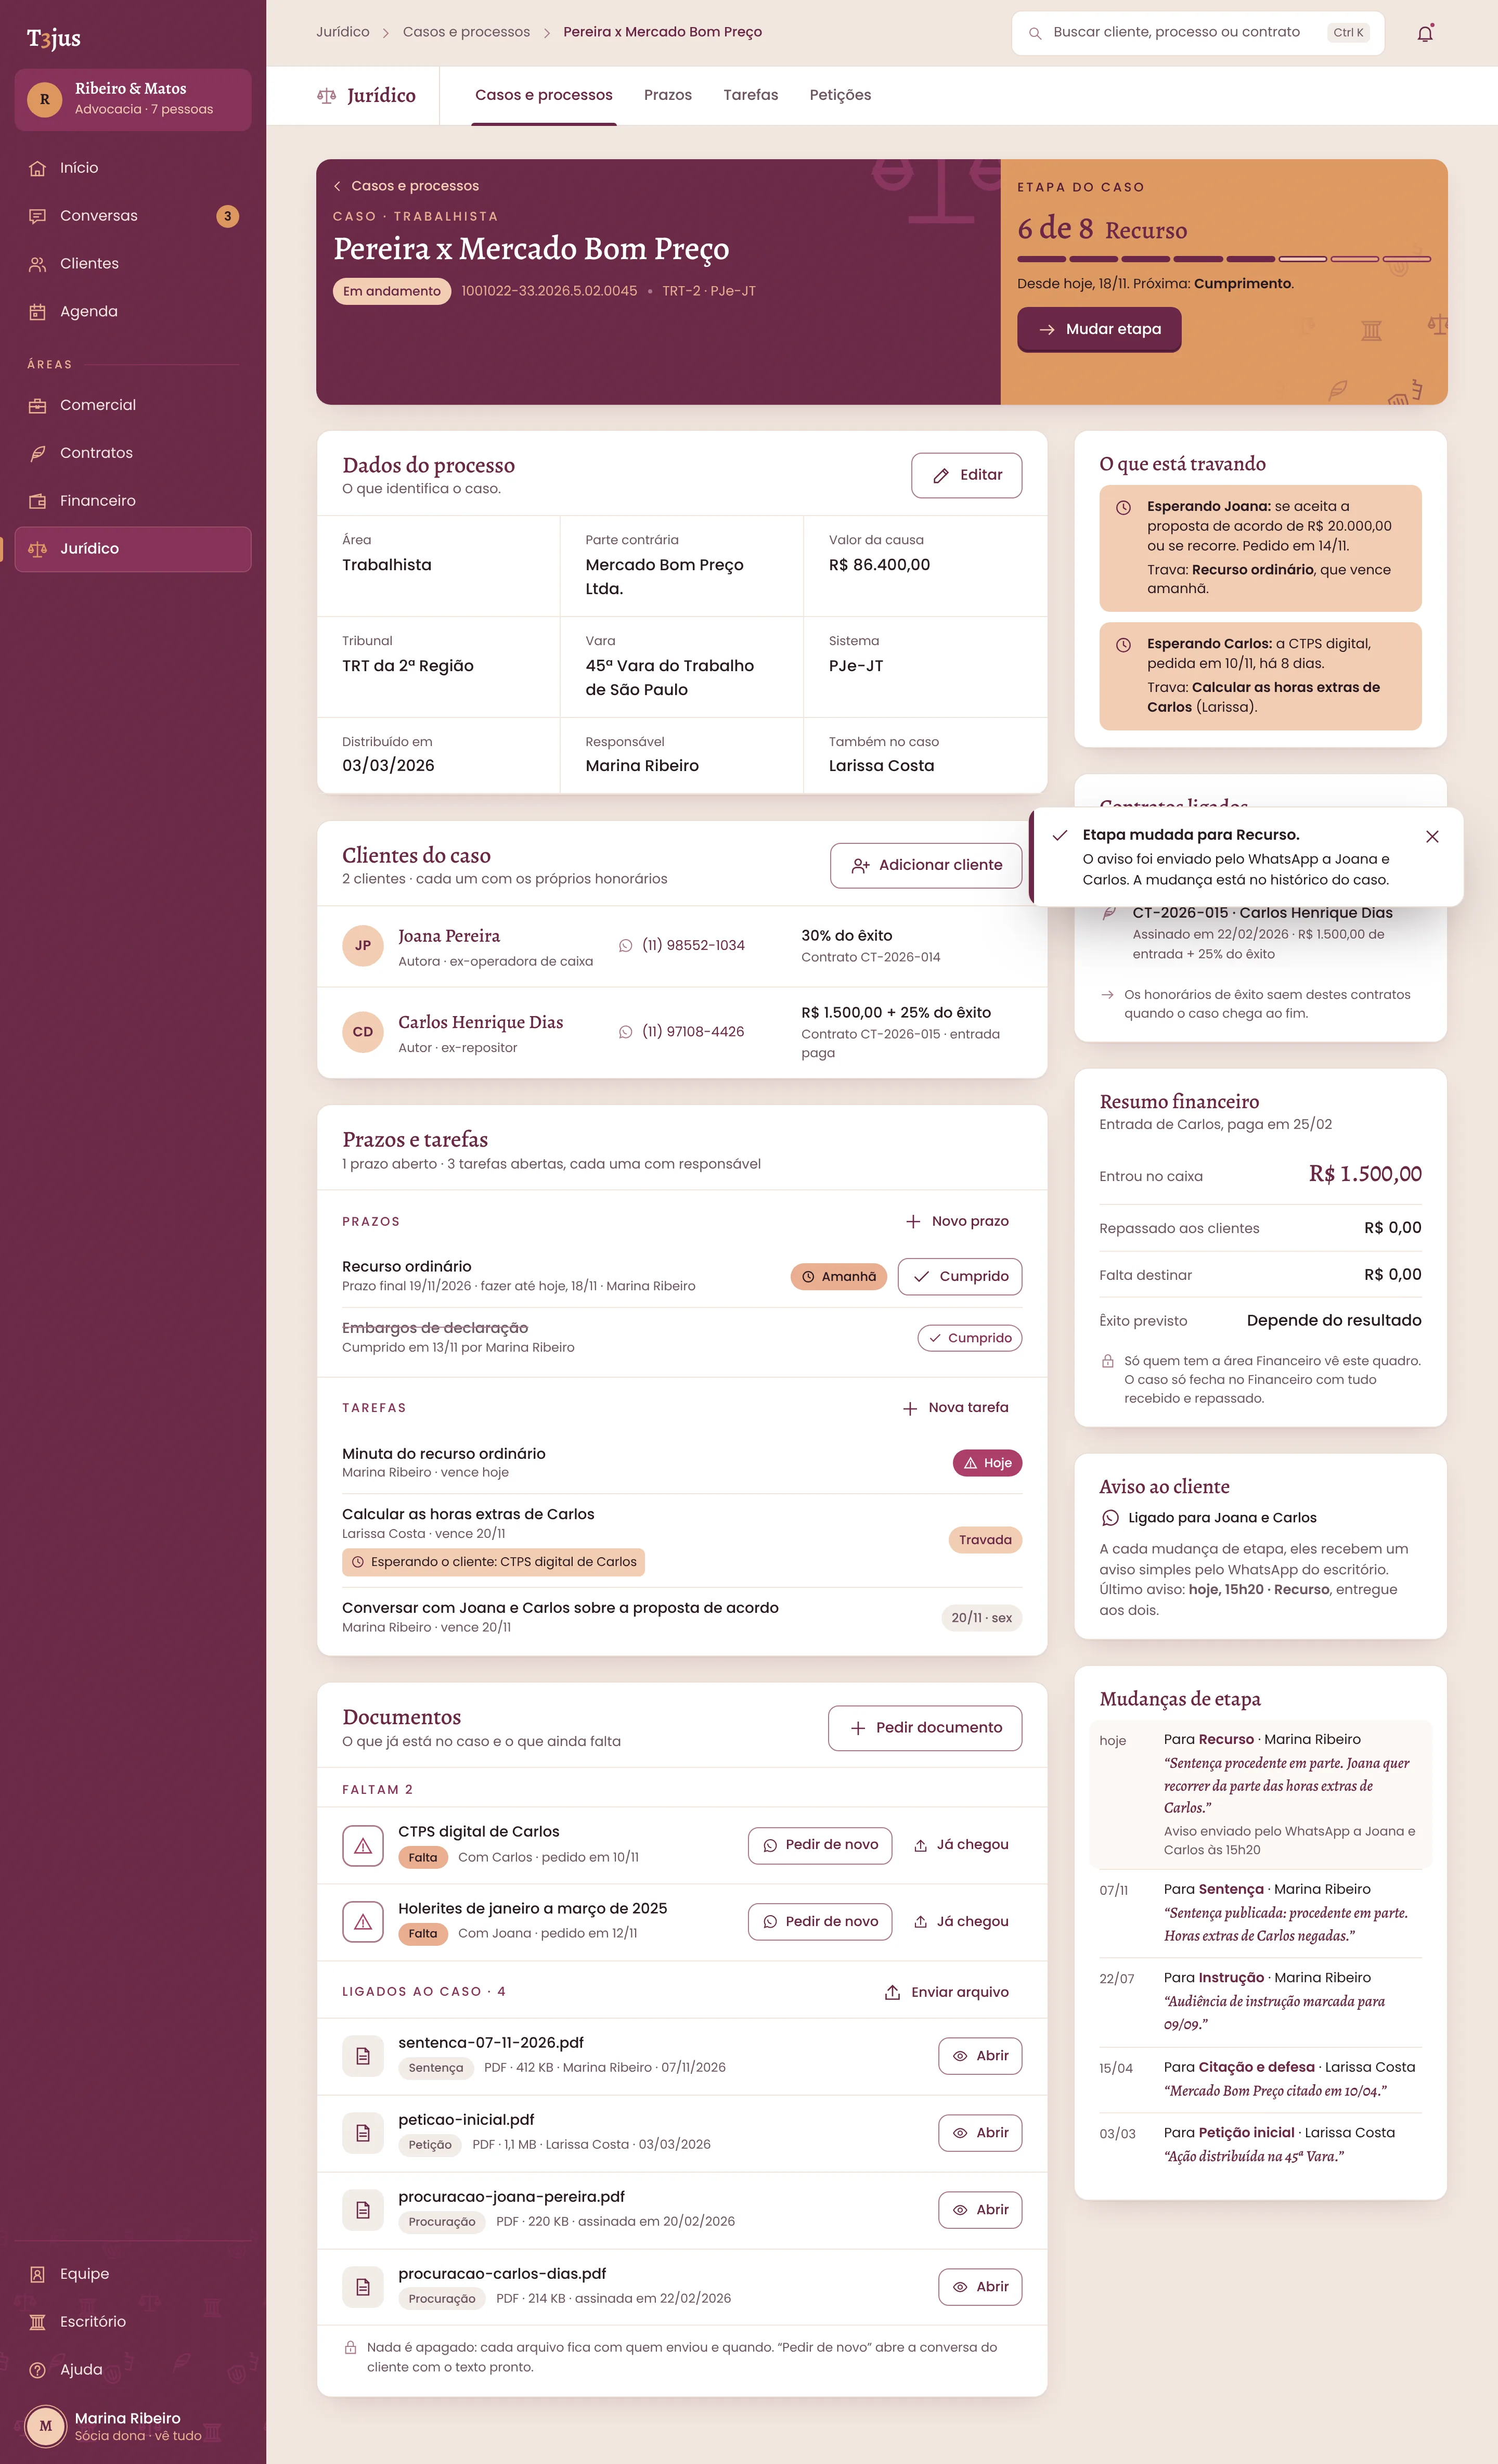 T3jus
R
Ribeiro & Matos
Advocacia · 7 pessoas
Início
Conversas
3
Clientes
Agenda
ÁREAS
Comercial
Contratos
Financeiro
Jurídico
Equipe
Escritório
Ajuda
M
Marina Ribeiro
Sócia dona · vê tudo
Jurídico
Casos e processos
Pereira x Mercado Bom Preço
Buscar cliente, processo ou contrato
Ctrl K
Jurídico
Casos e processos
Prazos
Tarefas
Petições
Casos e processos
CASO · TRABALHISTA
Pereira x Mercado Bom Preço
Em andamento
1001022-33.2026.5.02.0045 • TRT-2 · PJe-JT
ETAPA DO CASO
6 de 8 Recurso
Desde hoje, 18/11. Próxima: Cumprimento.
Mudar etapa
Dados do processo
O que identifica o caso.
Editar
Área
Trabalhista
Parte contrária
Mercado Bom Preço
Ltda.
Valor da causa
R$ 86.400,00
Tribunal
TRT da 2ª Região
Vara
45ª Vara do Trabalho
de São Paulo
Sistema
PJe-JT
Distribuído em
03/03/2026
Responsável
Marina Ribeiro
Também no caso
Larissa Costa
Clientes do caso
2 clientes · cada um com os próprios honorários
Adicionar cliente
JP
Joana Pereira
Autora · ex-operadora de caixa
(11) 98552-1034
30% do êxito
Contrato CT-2026-014
CD
Carlos Henrique Dias
Autor · ex-repositor
(11) 97108-4426
R$ 1.500,00 + 25% do êxito
Contrato CT-2026-015 · entrada
paga
Prazos e tarefas
1 prazo aberto · 3 tarefas abertas, cada uma com responsável
PRAZOS
Novo prazo
Recurso ordinário
Prazo final 19/11/2026 · fazer até hoje, 18/11 · Marina Ribeiro
Amanhã
Cumprido
Embargos de declaração
Cumprido em 13/11 por Marina Ribeiro
Cumprido
TAREFAS
Nova tarefa
Minuta do recurso ordinário
Marina Ribeiro · vence hoje
Hoje
Calcular as horas extras de Carlos
Larissa Costa · vence 20/11
Esperando o cliente: CTPS digital de Carlos
Travada
Conversar com Joana e Carlos sobre a proposta de acordo
Marina Ribeiro · vence 20/11
20/11 · sex
Documentos
O que já está no caso e o que ainda falta
Pedir documento
FALTAM 2
CTPS digital de Carlos
Falta
Com Carlos · pedido em 10/11
Pedir de novo
Já chegou
Holerites de janeiro a março de 2025
Falta
Com Joana · pedido em 12/11
Pedir de novo
Já chegou
LIGADOS AO CASO · 4
Enviar arquivo
sentenca-07-11-2026.pdf
Sentença
PDF · 412 KB · Marina Ribeiro · 07/11/2026
Abrir
peticao-inicial.pdf
Petição
PDF · 1,1 MB · Larissa Costa · 03/03/2026
Abrir
procuracao-joana-pereira.pdf
Procuração
PDF · 220 KB · assinada em 20/02/2026
Abrir
procuracao-carlos-dias.pdf
Procuração
PDF · 214 KB · assinada em 22/02/2026
Abrir
Nada é apagado: cada arquivo fica com quem enviou e quando. “Pedir de novo” abre a conversa do
cliente com o texto pronto.
O que está travando
Esperando Joana: se aceita a
proposta de acordo de R$ 20.000,00
ou se recorre. Pedido em 14/11.
Trava: Recurso ordinário, que vence
amanhã.
Esperando Carlos: a CTPS digital,
pedida em 10/11, há 8 dias.
Trava: Calcular as horas extras de
Carlos (Larissa).
Contratos ligados
Etapa mudada para Recurso.
O aviso foi enviado pelo WhatsApp a Joana e
Carlos. A mudança está no histórico do caso.
CT-2026-015 · Carlos Henrique Dias
Assinado em 22/02/2026 · R$ 1.500,00 de
entrada + 25% do êxito
Os honorários de êxito saem destes contratos
quando o caso chega ao fim.
Resumo financeiro
Entrada de Carlos, paga em 25/02
Entrou no caixa
R$ 1.500,00
Repassado aos clientes
R$ 0,00
Falta destinar
R$ 0,00
Êxito previsto
Depende do resultado
Só quem tem a área Financeiro vê este quadro.
O caso só fecha no Financeiro com tudo
recebido e repassado.
Aviso ao cliente
Ligado para Joana e Carlos
A cada mudança de etapa, eles recebem um
aviso simples pelo WhatsApp do escritório.
Último aviso: hoje, 15h20 · Recurso, entregue
aos dois.
Mudanças de etapa
hoje
Para Recurso · Marina Ribeiro
“Sentença procedente em parte. Joana quer
recorrer da parte das horas extras de
Carlos.”
Aviso enviado pelo WhatsApp a Joana e
Carlos às 15h20
07/11
Para Sentença · Marina Ribeiro
“Sentença publicada: procedente em parte.
Horas extras de Carlos negadas.”
22/07
Para Instrução · Marina Ribeiro
“Audiência de instrução marcada para
09/09.”
15/04
Para Citação e defesa · Larissa Costa
“Mercado Bom Preço citado em 10/04.”
03/03
Para Petição inicial · Larissa Costa
“Ação distribuída na 45ª Vara.”